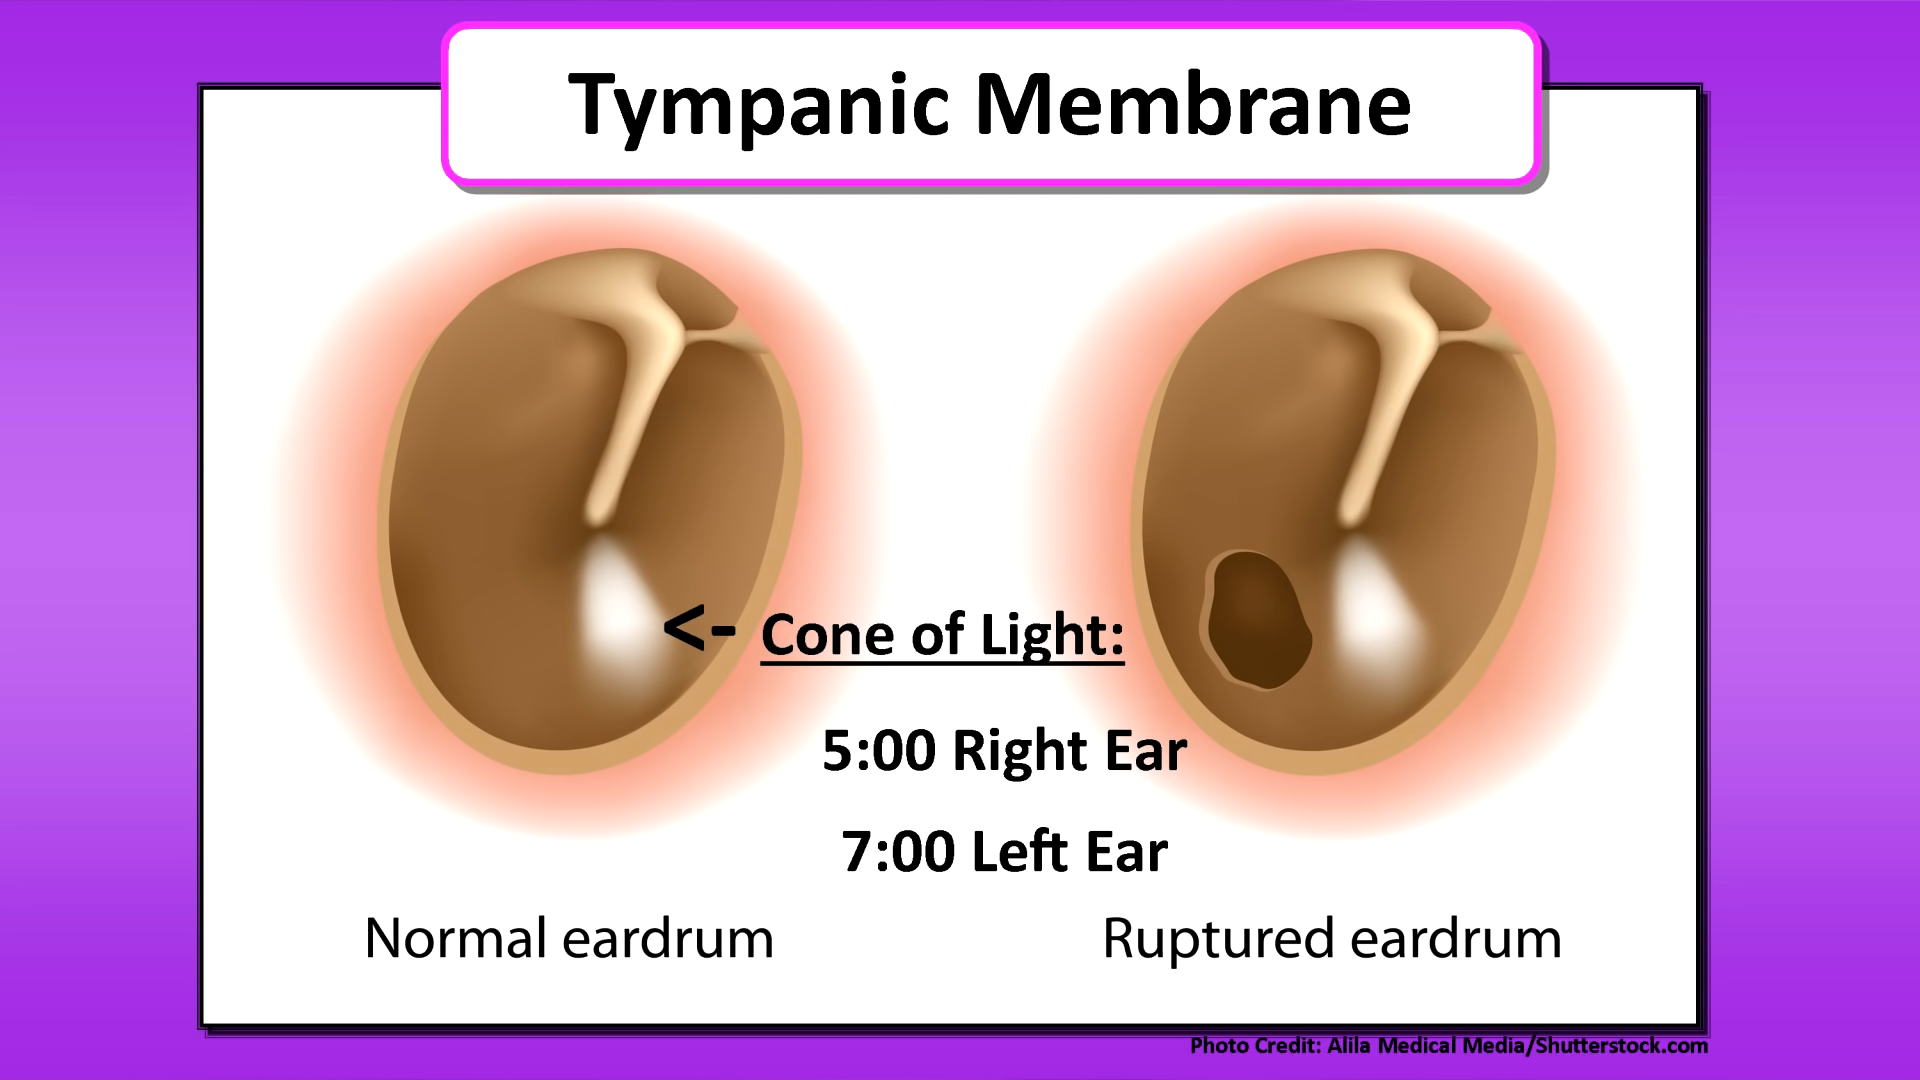 Tympanic Membrane
<- Cone of Light:
5:00 Right Ear
7:00 Left Ear
Normal eardrum
Ruptured eardrum
Photo Credit: Alila Medical Media/Shutterstock.com